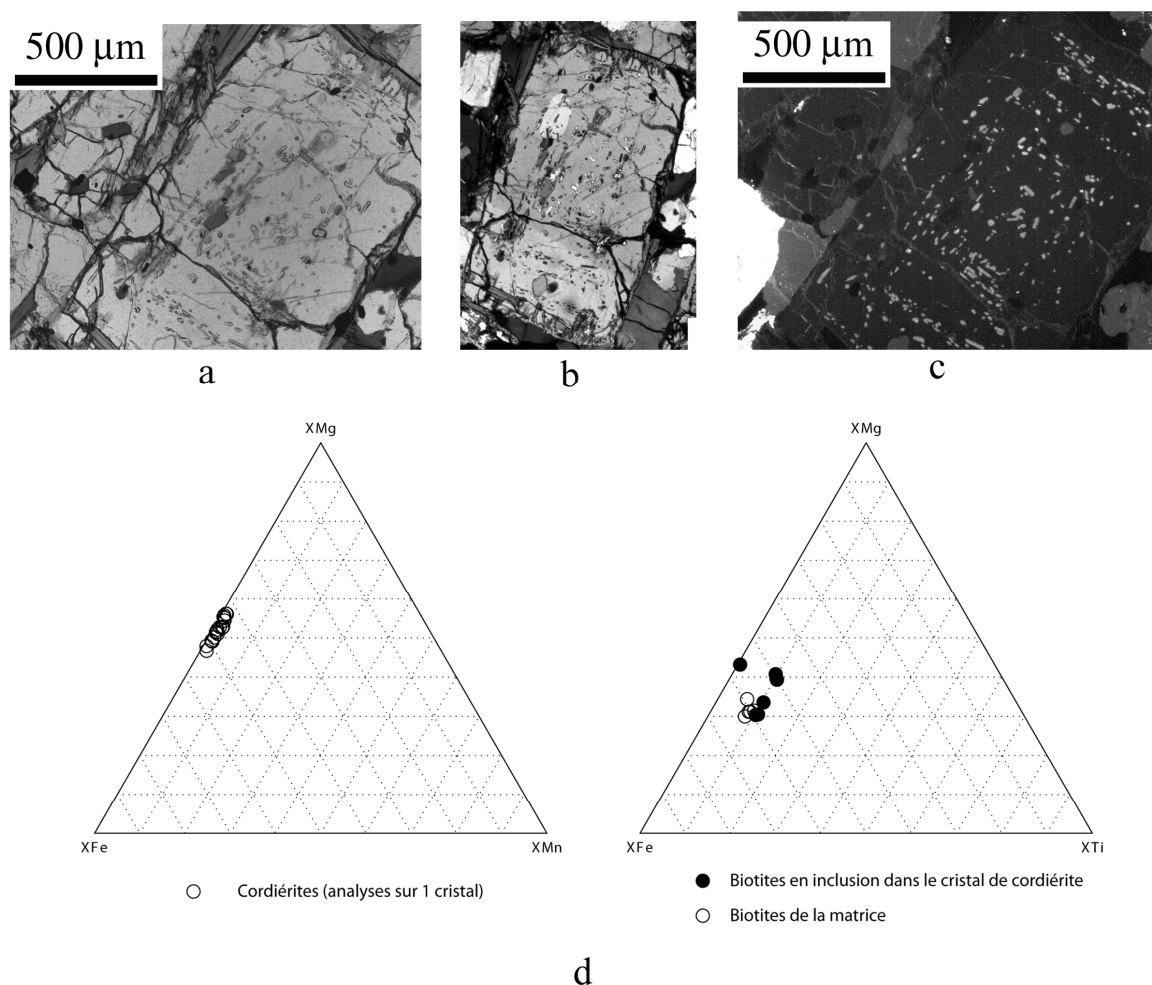 500 µm
500 µm
a
b
c
XMg
XMg
XFe
XMn
XFe
XTi
Cordiérites (analyses sur 1 cristal)
Biotites en inclusion dans le cristal de cordiérite
Biotites de la matrice
d